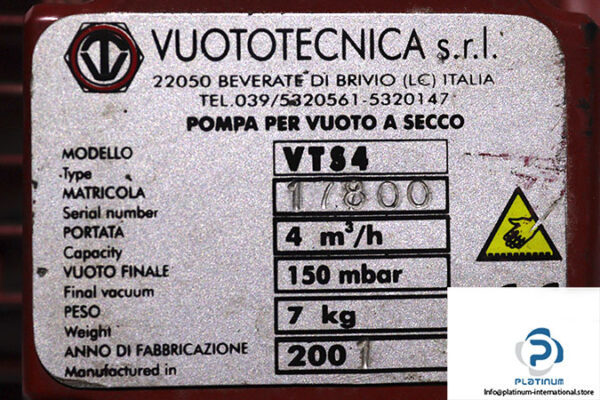 VUOTOTECNICA s.r.l.
22050 BEVERATE DI BRIVIO (LC) ITALIA
TEL.039/5320561-5320147
POMPA PER VUOTO A SECCO
MODELLO
Type
VTS4
MATRICOLA
Serial number
17800
PORTATA
Capacity
4 m³/h
VUOTO FINALE
Final vacuum
150 mbar
PESO
Weight
7 kg
ANNO DI FABBRICAZIONE
Manufactured in
2001
PLATINUM
Info@platinum-international.store